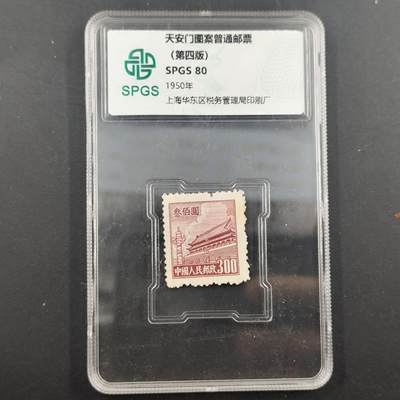 天安门图案普通邮票
（第四版）
SPGS 80
1950年
上海华东区税务管理局印刷厂
SPGS
叁佰圆
中國人民郵政
300